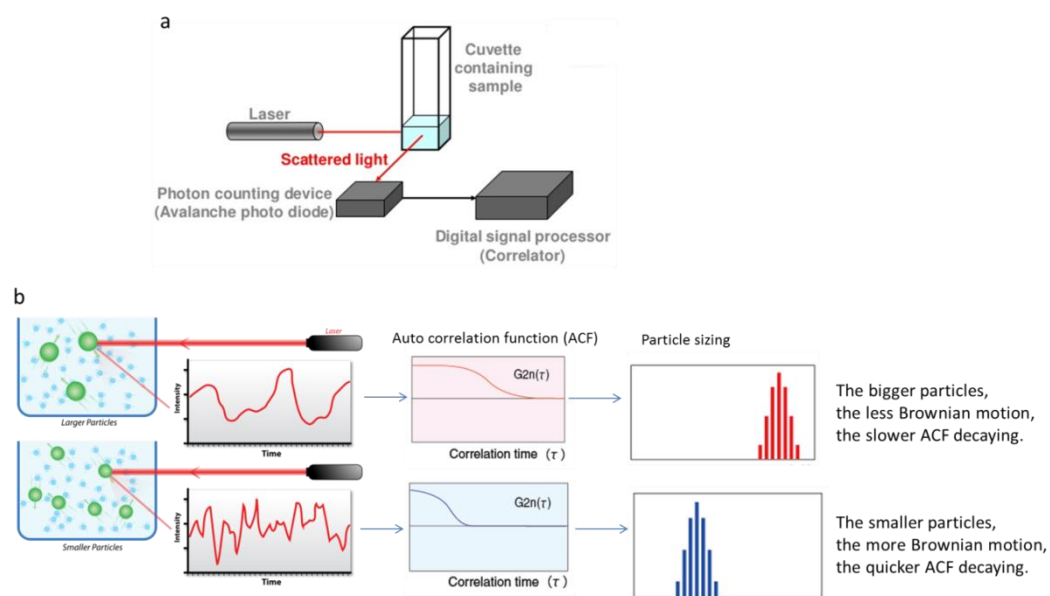 a
Cuvette
containing
sample
Laser
Scattered light
Photon counting device
(Avalanche photo diode)
Digital signal processor
(Correlator)
b
Laser
Auto correlation function (ACF)
Particle sizing
Intensity
G2n(τ)
Larger Particles
Time
Correlation time (τ)
The bigger particles,
the less Brownian motion,
the slower ACF decaying.
Intensity
G2n(τ)
Smaller Particles
Time
Correlation time (τ)
The smaller particles,
the more Brownian motion,
the quicker ACF decaying.